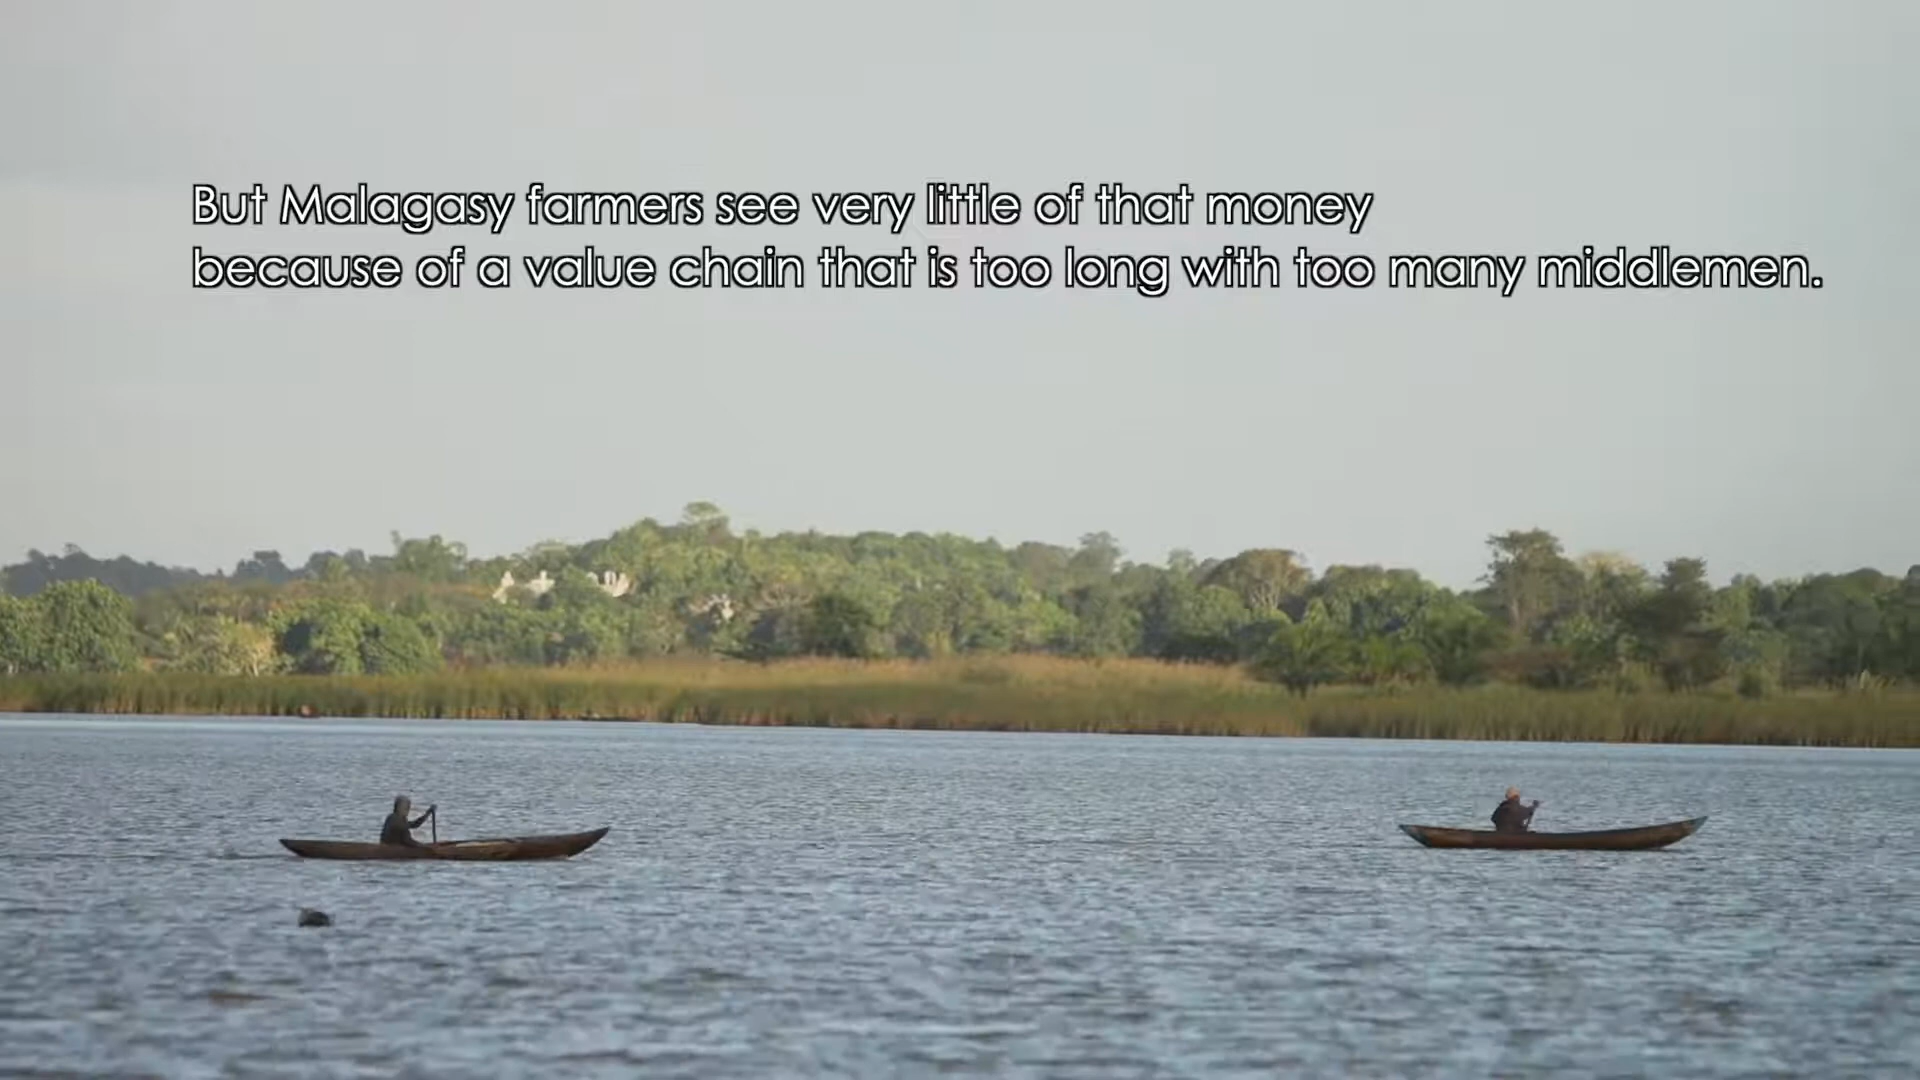 But Malagasy farmers see very little of that money
because of a value chain that is too long with too many middlemen.